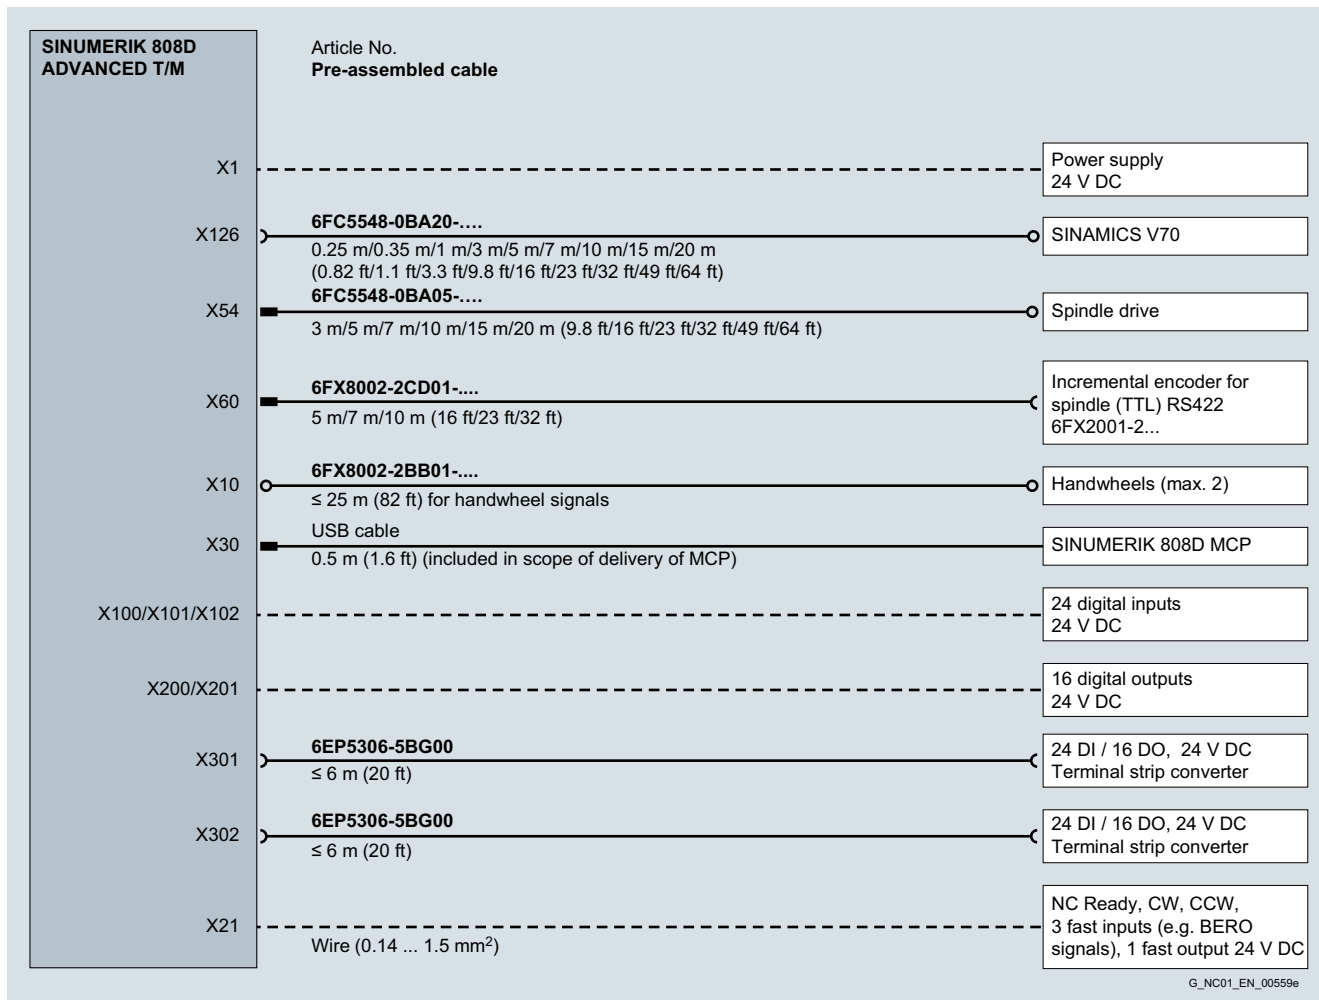 SINUMERIK 808D
ADVANCED T/M
Article No.
Pre-assembled cable
X1
Power supply
24 V DC
X126
6FC5548-0BA20-....
0.25 m/0.35 m/1 m/3 m/5 m/7 m/10 m/15 m/20 m
(0.82 ft/1.1 ft/3.3 ft/9.8 ft/16 ft/23 ft/32 ft/49 ft/64 ft)
SINAMICS V70
X54
6FC5548-0BA05-....
3 m/5 m/7 m/10 m/15 m/20 m (9.8 ft/16 ft/23 ft/32 ft/49 ft/64 ft)
Spindle drive
X60
6FX8002-2CD01-....
5 m/7 m/10 m (16 ft/23 ft/32 ft)
Incremental encoder for
spindle (TTL) RS422
6FX2001-2...
X10
6FX8002-2BB01-....
≤ 25 m (82 ft) for handwheel signals
Handwheels (max. 2)
X30
USB cable
0.5 m (1.6 ft) (included in scope of delivery of MCP)
SINUMERIK 808D MCP
X100/X101/X102
24 digital inputs
24 V DC
X200/X201
16 digital outputs
24 V DC
X301
6EP5306-5BG00
≤ 6 m (20 ft)
24 DI / 16 DO, 24 V DC
Terminal strip converter
X302
6EP5306-5BG00
≤ 6 m (20 ft)
24 DI / 16 DO, 24 V DC
Terminal strip converter
X21
Wire (0.14 ... 1.5 mm²)
NC Ready, CW, CCW,
3 fast inputs (e.g. BERO
signals), 1 fast output 24 V DC
G_NC01_EN_00559e